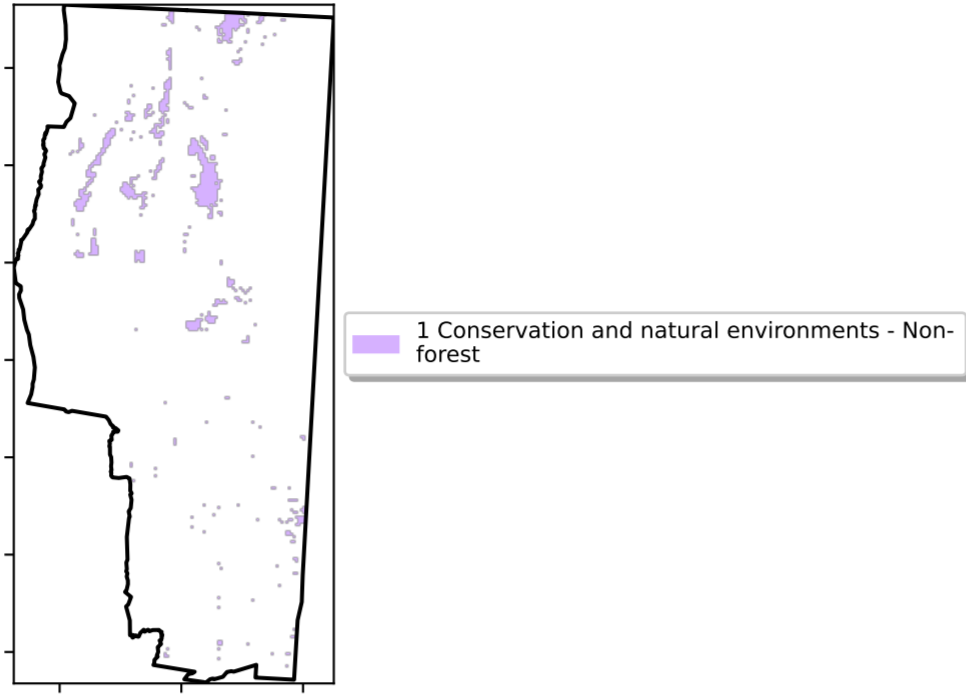 1 Conservation and natural environments - Non-
forest